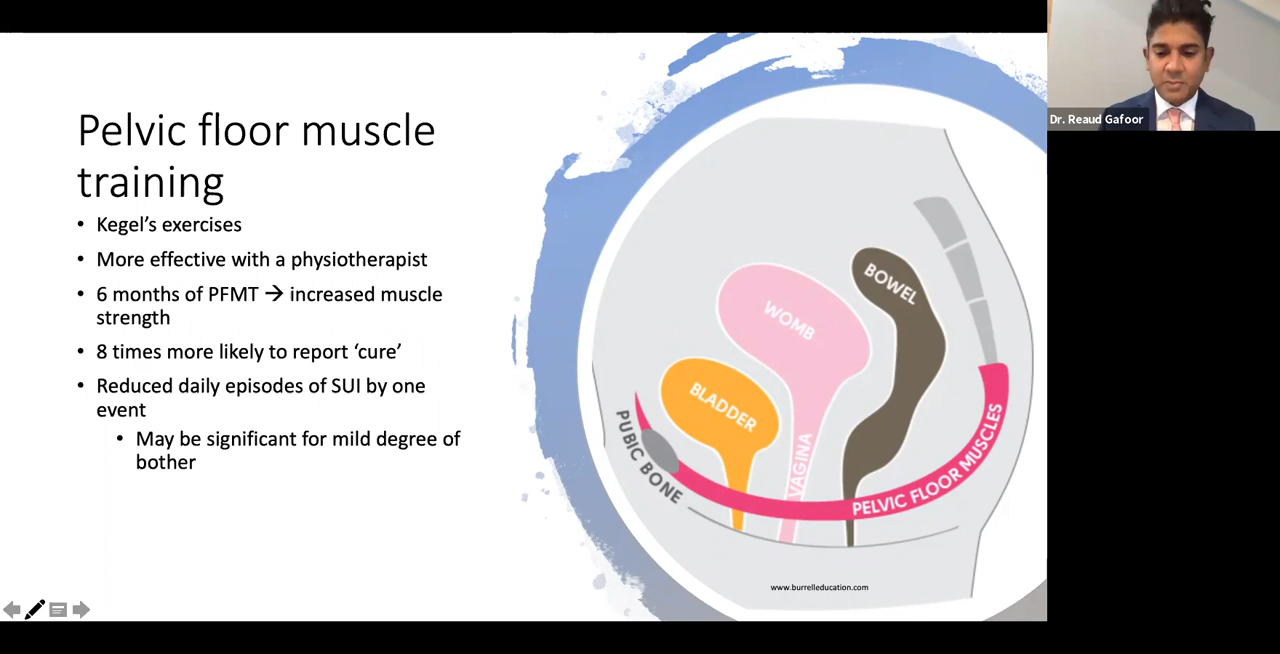 Pelvic floor muscle
training
• Kegel's exercises
• More effective with a physiotherapist
• 6 months of PFMT → increased muscle
strength
• 8 times more likely to report ‘cure’
• Reduced daily episodes of SUI by one
event
• May be significant for mild degree of
bother
BOWEL
WOMB
BLADDER
PUBIC BONE
VAGINA
PELVIC FLOOR MUSCLES
www.burrelleducation.com
Dr. Reaud Gafoor